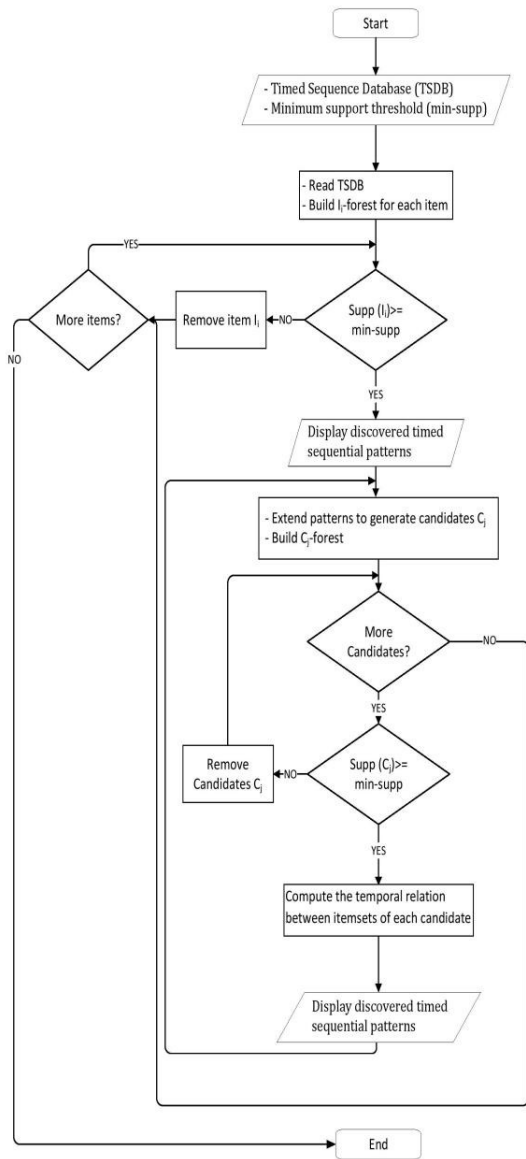 Start
- Timed Sequence Database (TSDB)
- Minimum support threshold (min-supp)
- Read TSDB
- Build Iᵢ-forest for each item
YES
More items?
Remove item Iᵢ
NO
Supp (Iᵢ)>=
min-supp
NO
YES
Display discovered timed
sequential patterns
- Extend patterns to generate candidates Cⱼ
- Build Cⱼ-forest
More
Candidates?
NO
YES
Remove
Candidates Cⱼ
NO
Supp (Cⱼ)>=
min-supp
YES
Compute the temporal relation
between itemsets of each candidate
Display discovered timed
sequential patterns
End